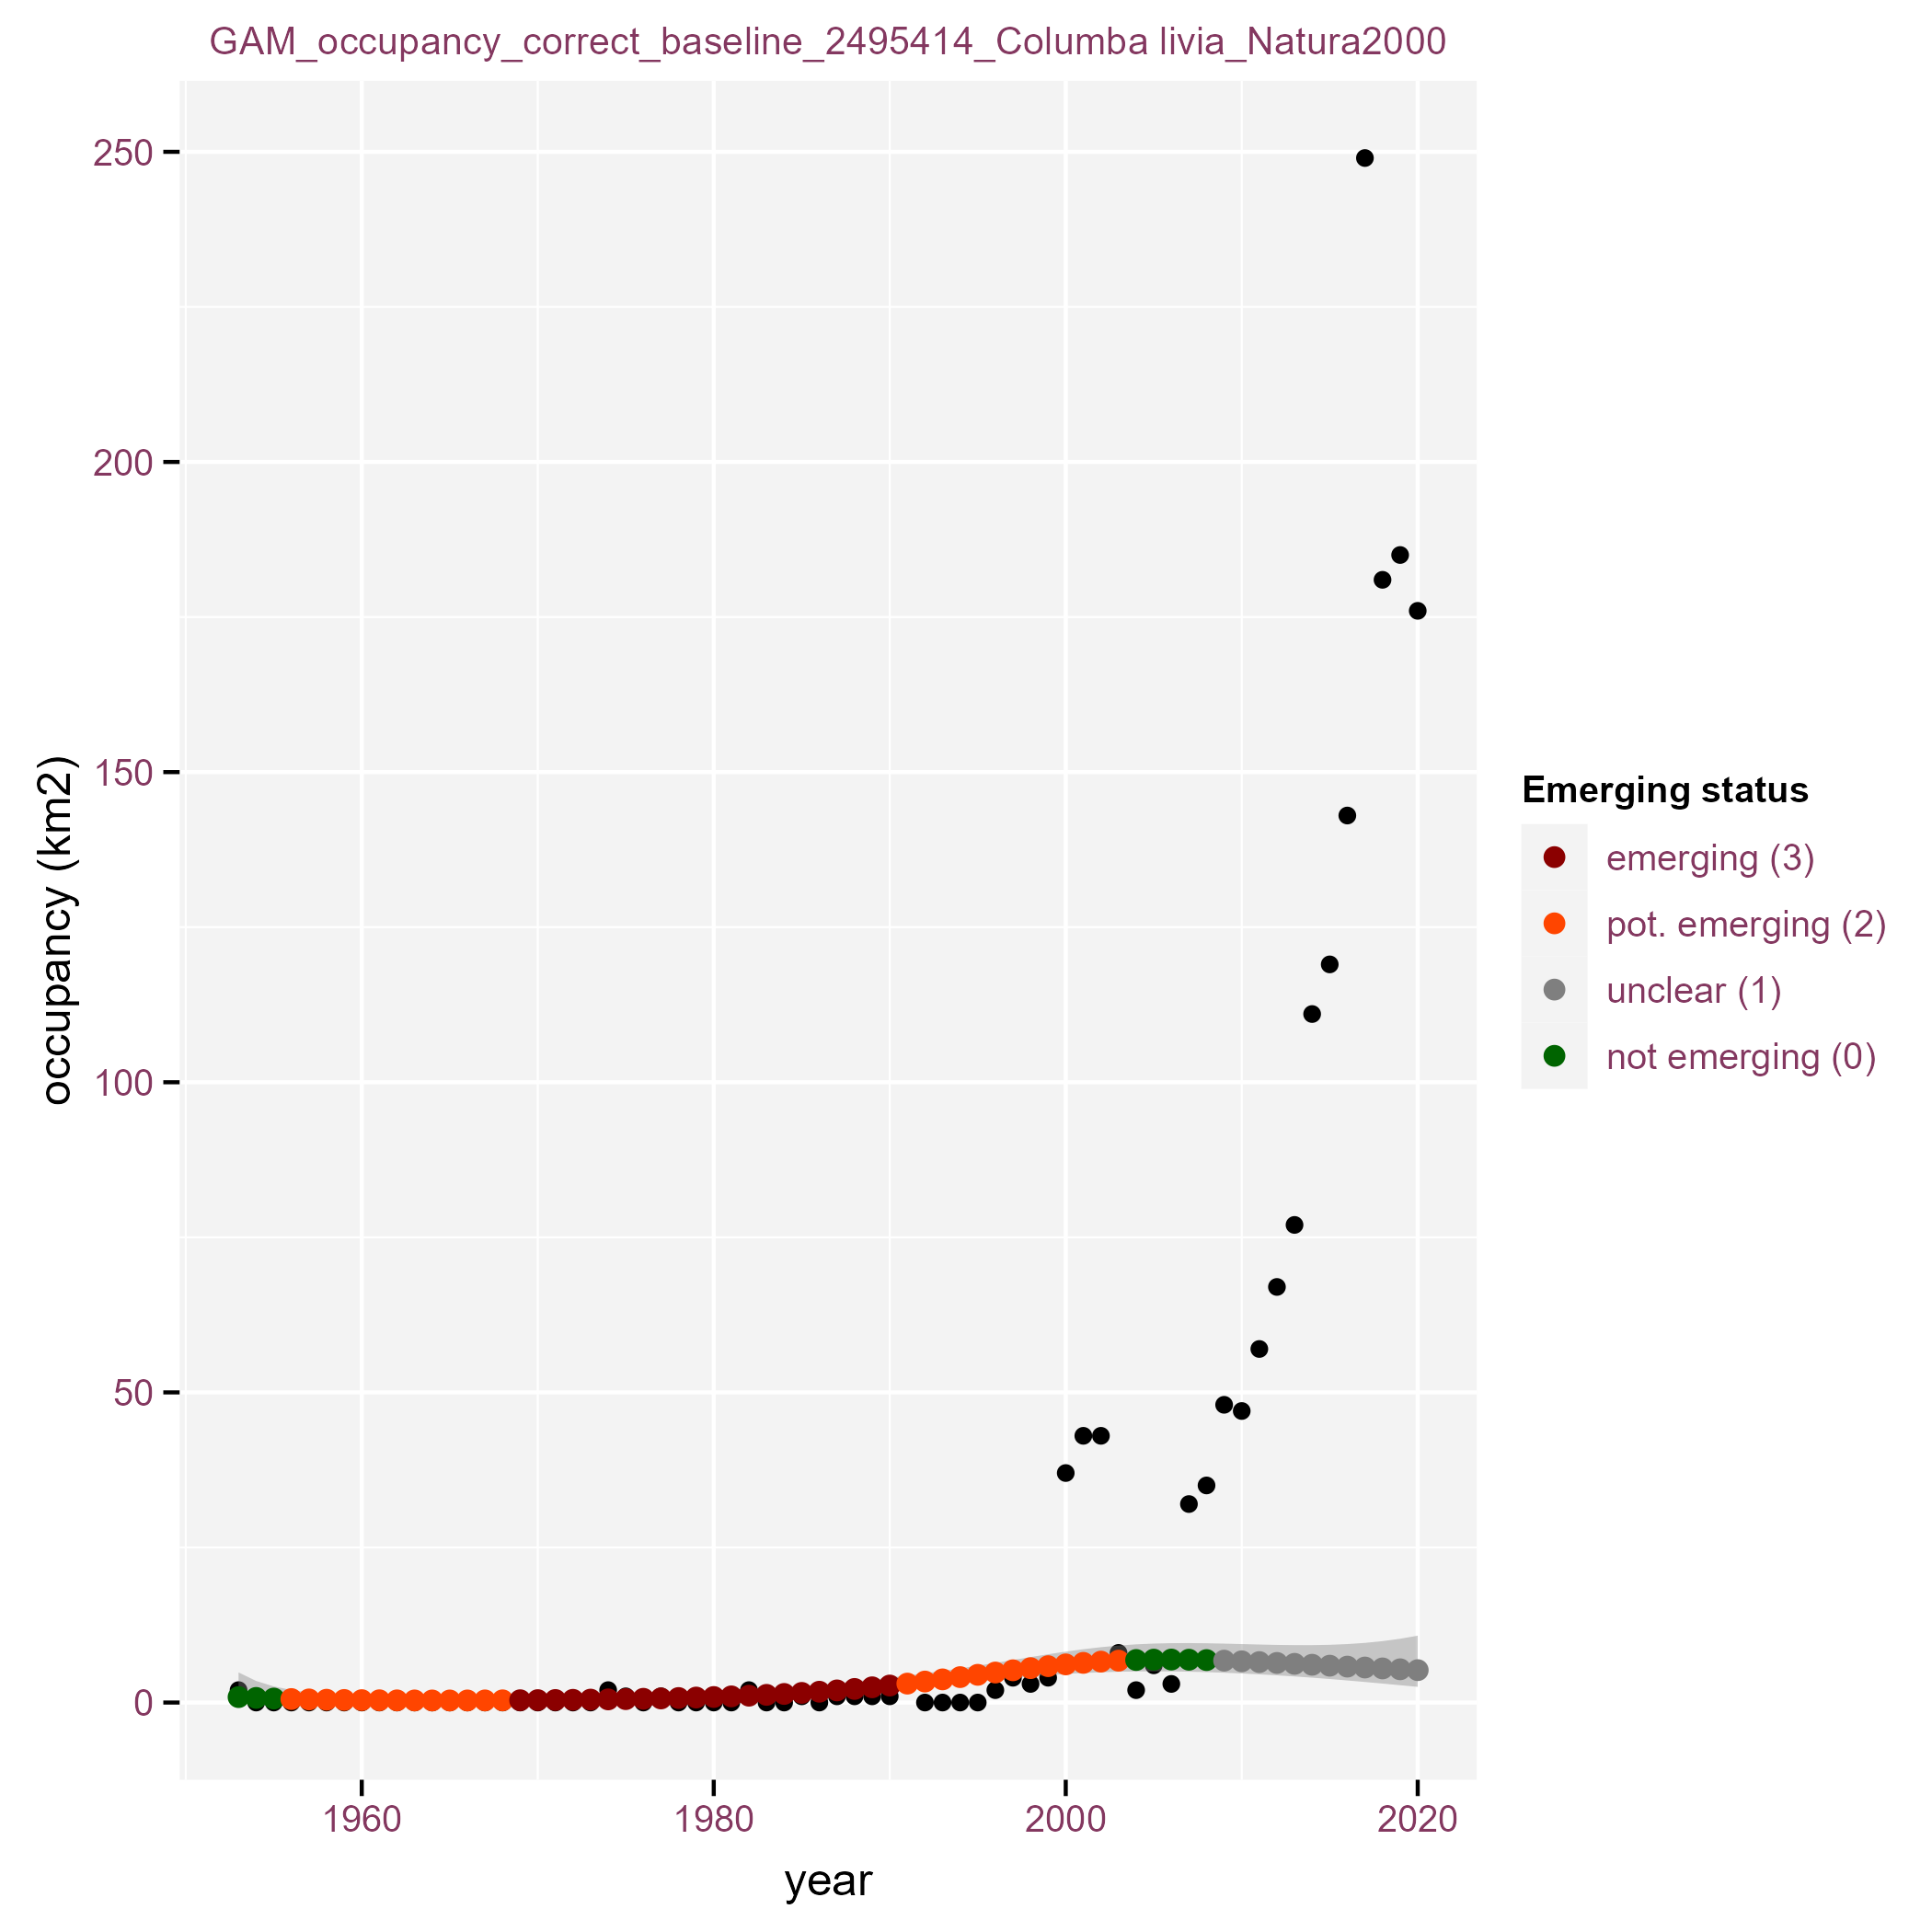 GAM_occupancy_correct_baseline_2495414_Columba livia_Natura2000
250
200
150
100
50
0
occupancy (km2)
1960
1980
2000
2020
year
Emerging status
emerging (3)
pot. emerging (2)
unclear (1)
not emerging (0)